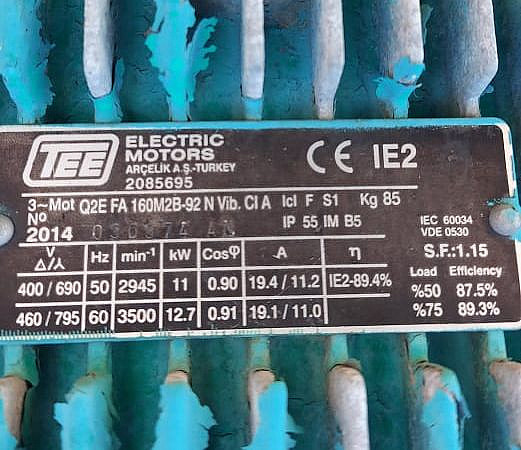 TEE
ELECTRIC
MOTORS
ARÇELİK A.Ş.-TURKEY
2085695
CE IE2
3~Mot Q2E FA 160M2B-92 N Vib. Cl A Icl F S1 Kg 85
Nº
2014
IP 55 IM B5
IEC 60034
VDE 0530
S.F.:1.15
V Δ/⅄ Hz min⁻¹ kW Cosφ A η
400 / 690 50 2945 11 0.90 19.4 / 11.2 IE2-89.4%
460 / 795 60 3500 12.7 0.91 19.1 / 11.0
Load Efficiency
%50 87.5%
%75 89.3%